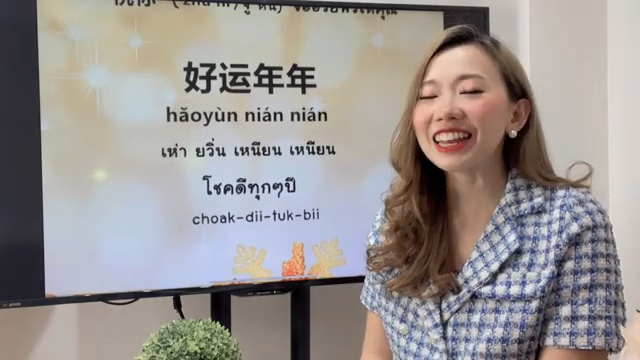 好运年年
hǎoyùn nián nián
เห่า ยวิ่น เหนียน เหนียน
โชคดีทุกๆปี
choak-dii-tuk-bii